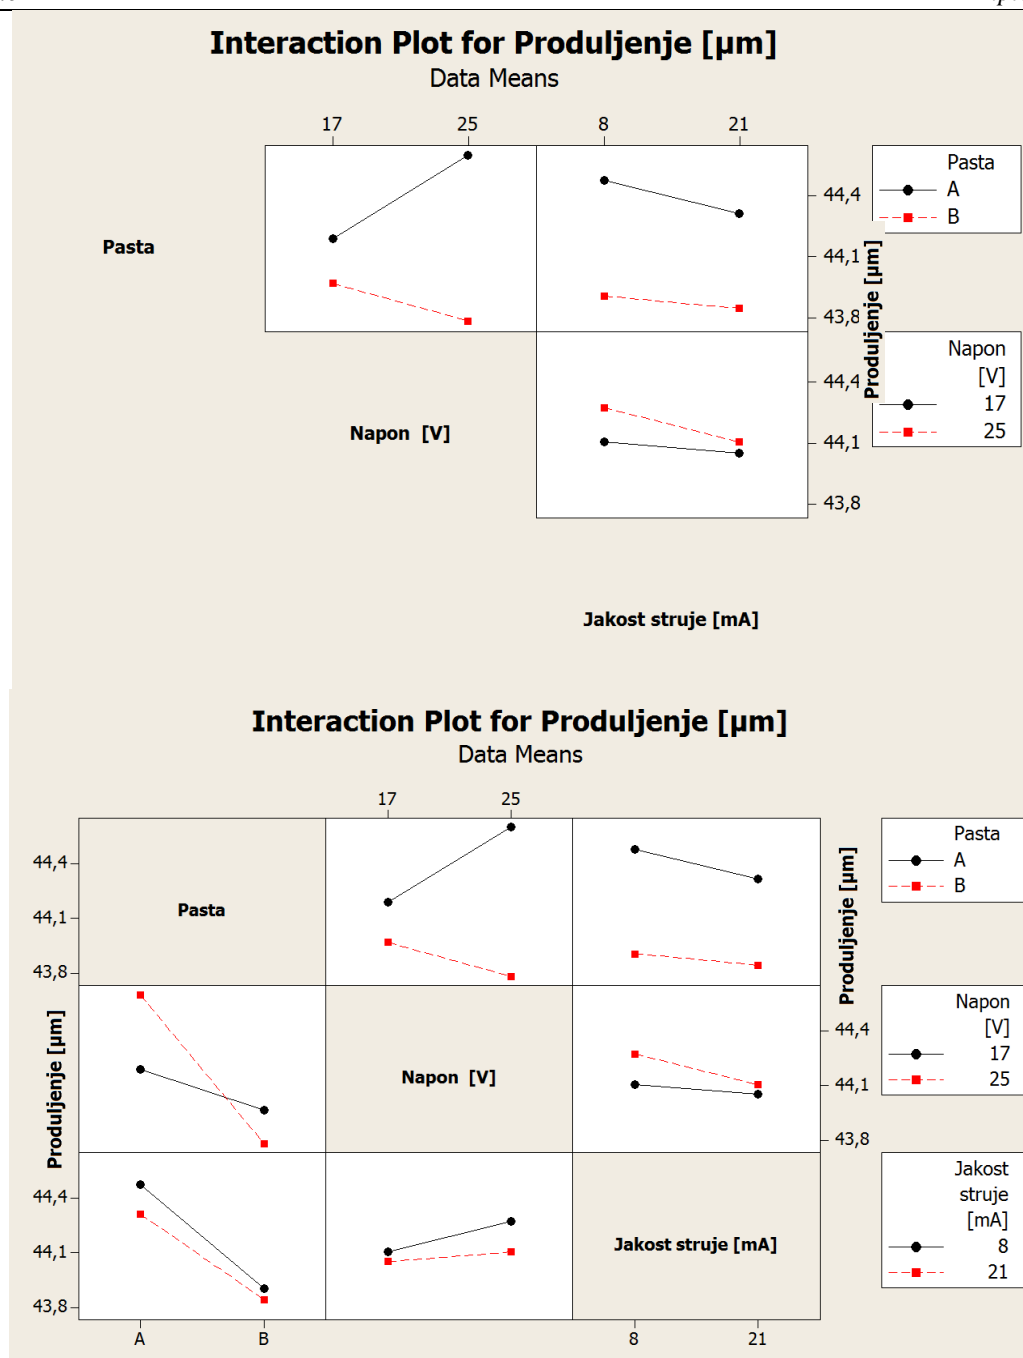 Interaction Plot for Produljenje [µm]
Data Means
17 25 8 21
Pasta
44,4
44,1
43,8
Produljenje [µm]
Pasta
A
B
Napon [V]
44,4
44,1
43,8
Napon
[V]
17
25
Jakost struje [mA]
Interaction Plot for Produljenje [µm]
Data Means
17 25
44,4
44,1
43,8
Pasta
Produljenje [µm]
Pasta
A
B
Produljenje [µm]
Napon [V]
44,4
44,1
43,8
Napon
[V]
17
25
44,4
44,1
43,8
Jakost struje [mA]
Jakost
struje
[mA]
8
21
A B 8 21